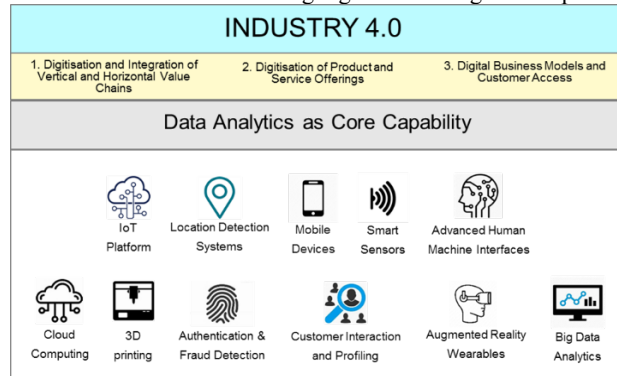 INDUSTRY 4.0
1. Digitisation and Integration of
Vertical and Horizontal Value
Chains
2. Digitisation of Product and
Service Offerings
3. Digital Business Models and
Customer Access
Data Analytics as Core Capability
IoT
Platform
Location Detection
Systems
Mobile
Devices
Smart
Sensors
Advanced Human
Machine Interfaces
Cloud
Computing
3D
printing
Authentication &
Fraud Detection
Customer Interaction
and Profiling
Augmented Reality
Wearables
Big Data
Analytics